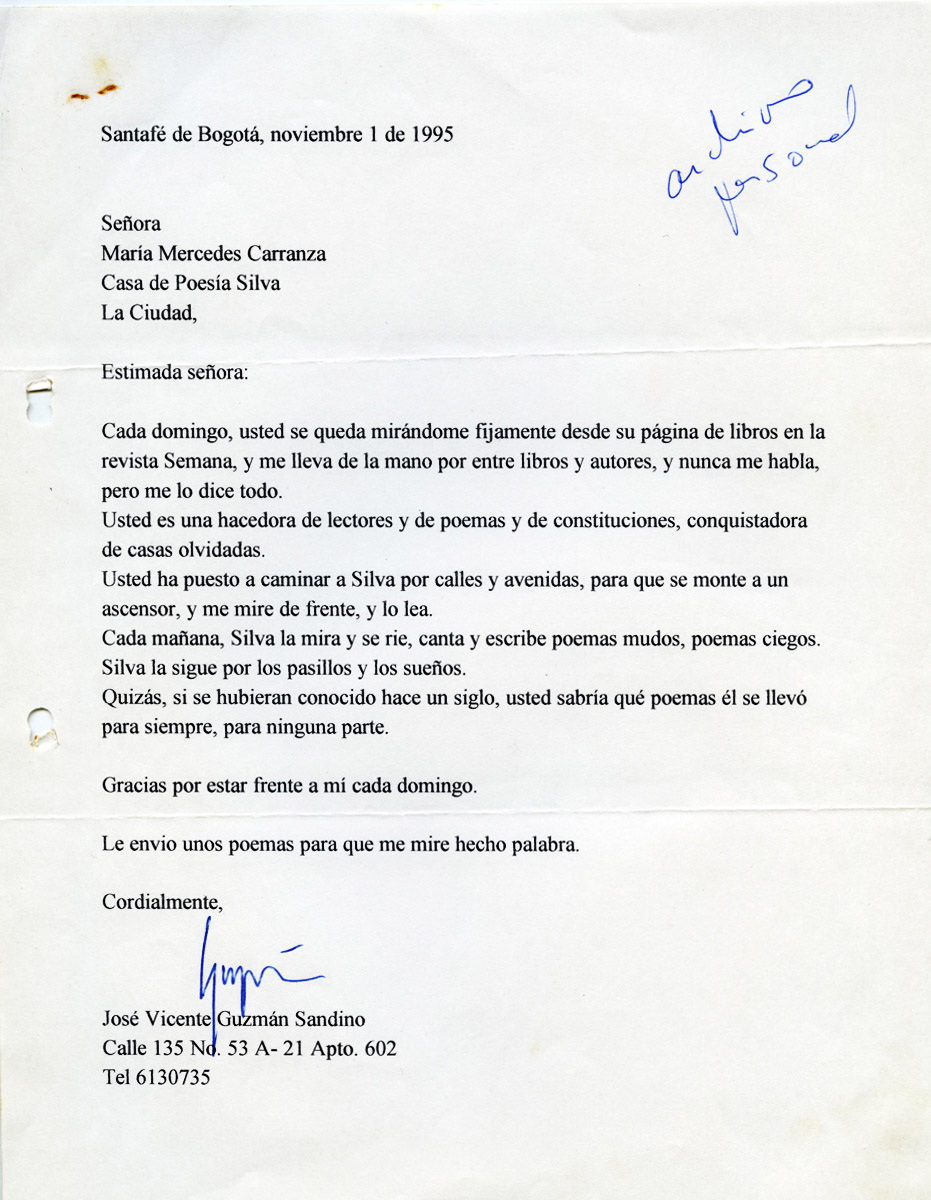 archivo
personal
Santafé de Bogotá, noviembre 1 de 1995
Señora
María Mercedes Carranza
Casa de Poesía Silva
La Ciudad,
Estimada señora:
Cada domingo, usted se queda mirándome fijamente desde su página de libros en la
revista Semana, y me lleva de la mano por entre libros y autores, y nunca me habla,
pero me lo dice todo.
Usted es una hacedora de lectores y de poemas y de constituciones, conquistadora
de casas olvidadas.
Usted ha puesto a caminar a Silva por calles y avenidas, para que se monte a un
ascensor, y me mire de frente, y lo lea.
Cada mañana, Silva la mira y se rie, canta y escribe poemas mudos, poemas ciegos.
Silva la sigue por los pasillos y los sueños.
Quizás, si se hubieran conocido hace un siglo, usted sabría qué poemas él se llevó
para siempre, para ninguna parte.
Gracias por estar frente a mí cada domingo.
Le envio unos poemas para que me mire hecho palabra.
Cordialmente,
Guzmán
José Vicente Guzmán Sandino
Calle 135 No. 53 A- 21 Apto. 602
Tel 6130735